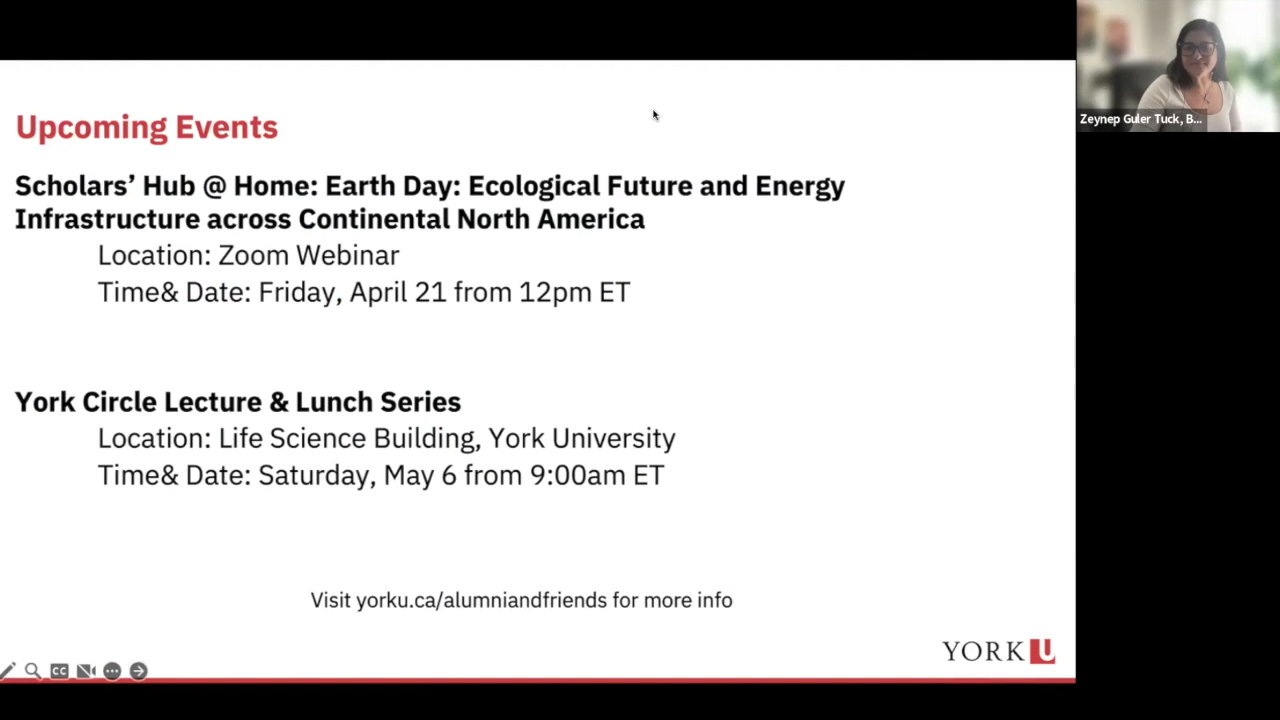 Upcoming Events
Scholars’ Hub @ Home: Earth Day: Ecological Future and Energy
Infrastructure across Continental North America
Location: Zoom Webinar
Time& Date: Friday, April 21 from 12pm ET
York Circle Lecture & Lunch Series
Location: Life Science Building, York University
Time& Date: Saturday, May 6 from 9:00am ET
Visit yorku.ca/alumniandfriends for more info
YORK U
CC
Zeynep Guler Tuck, B...